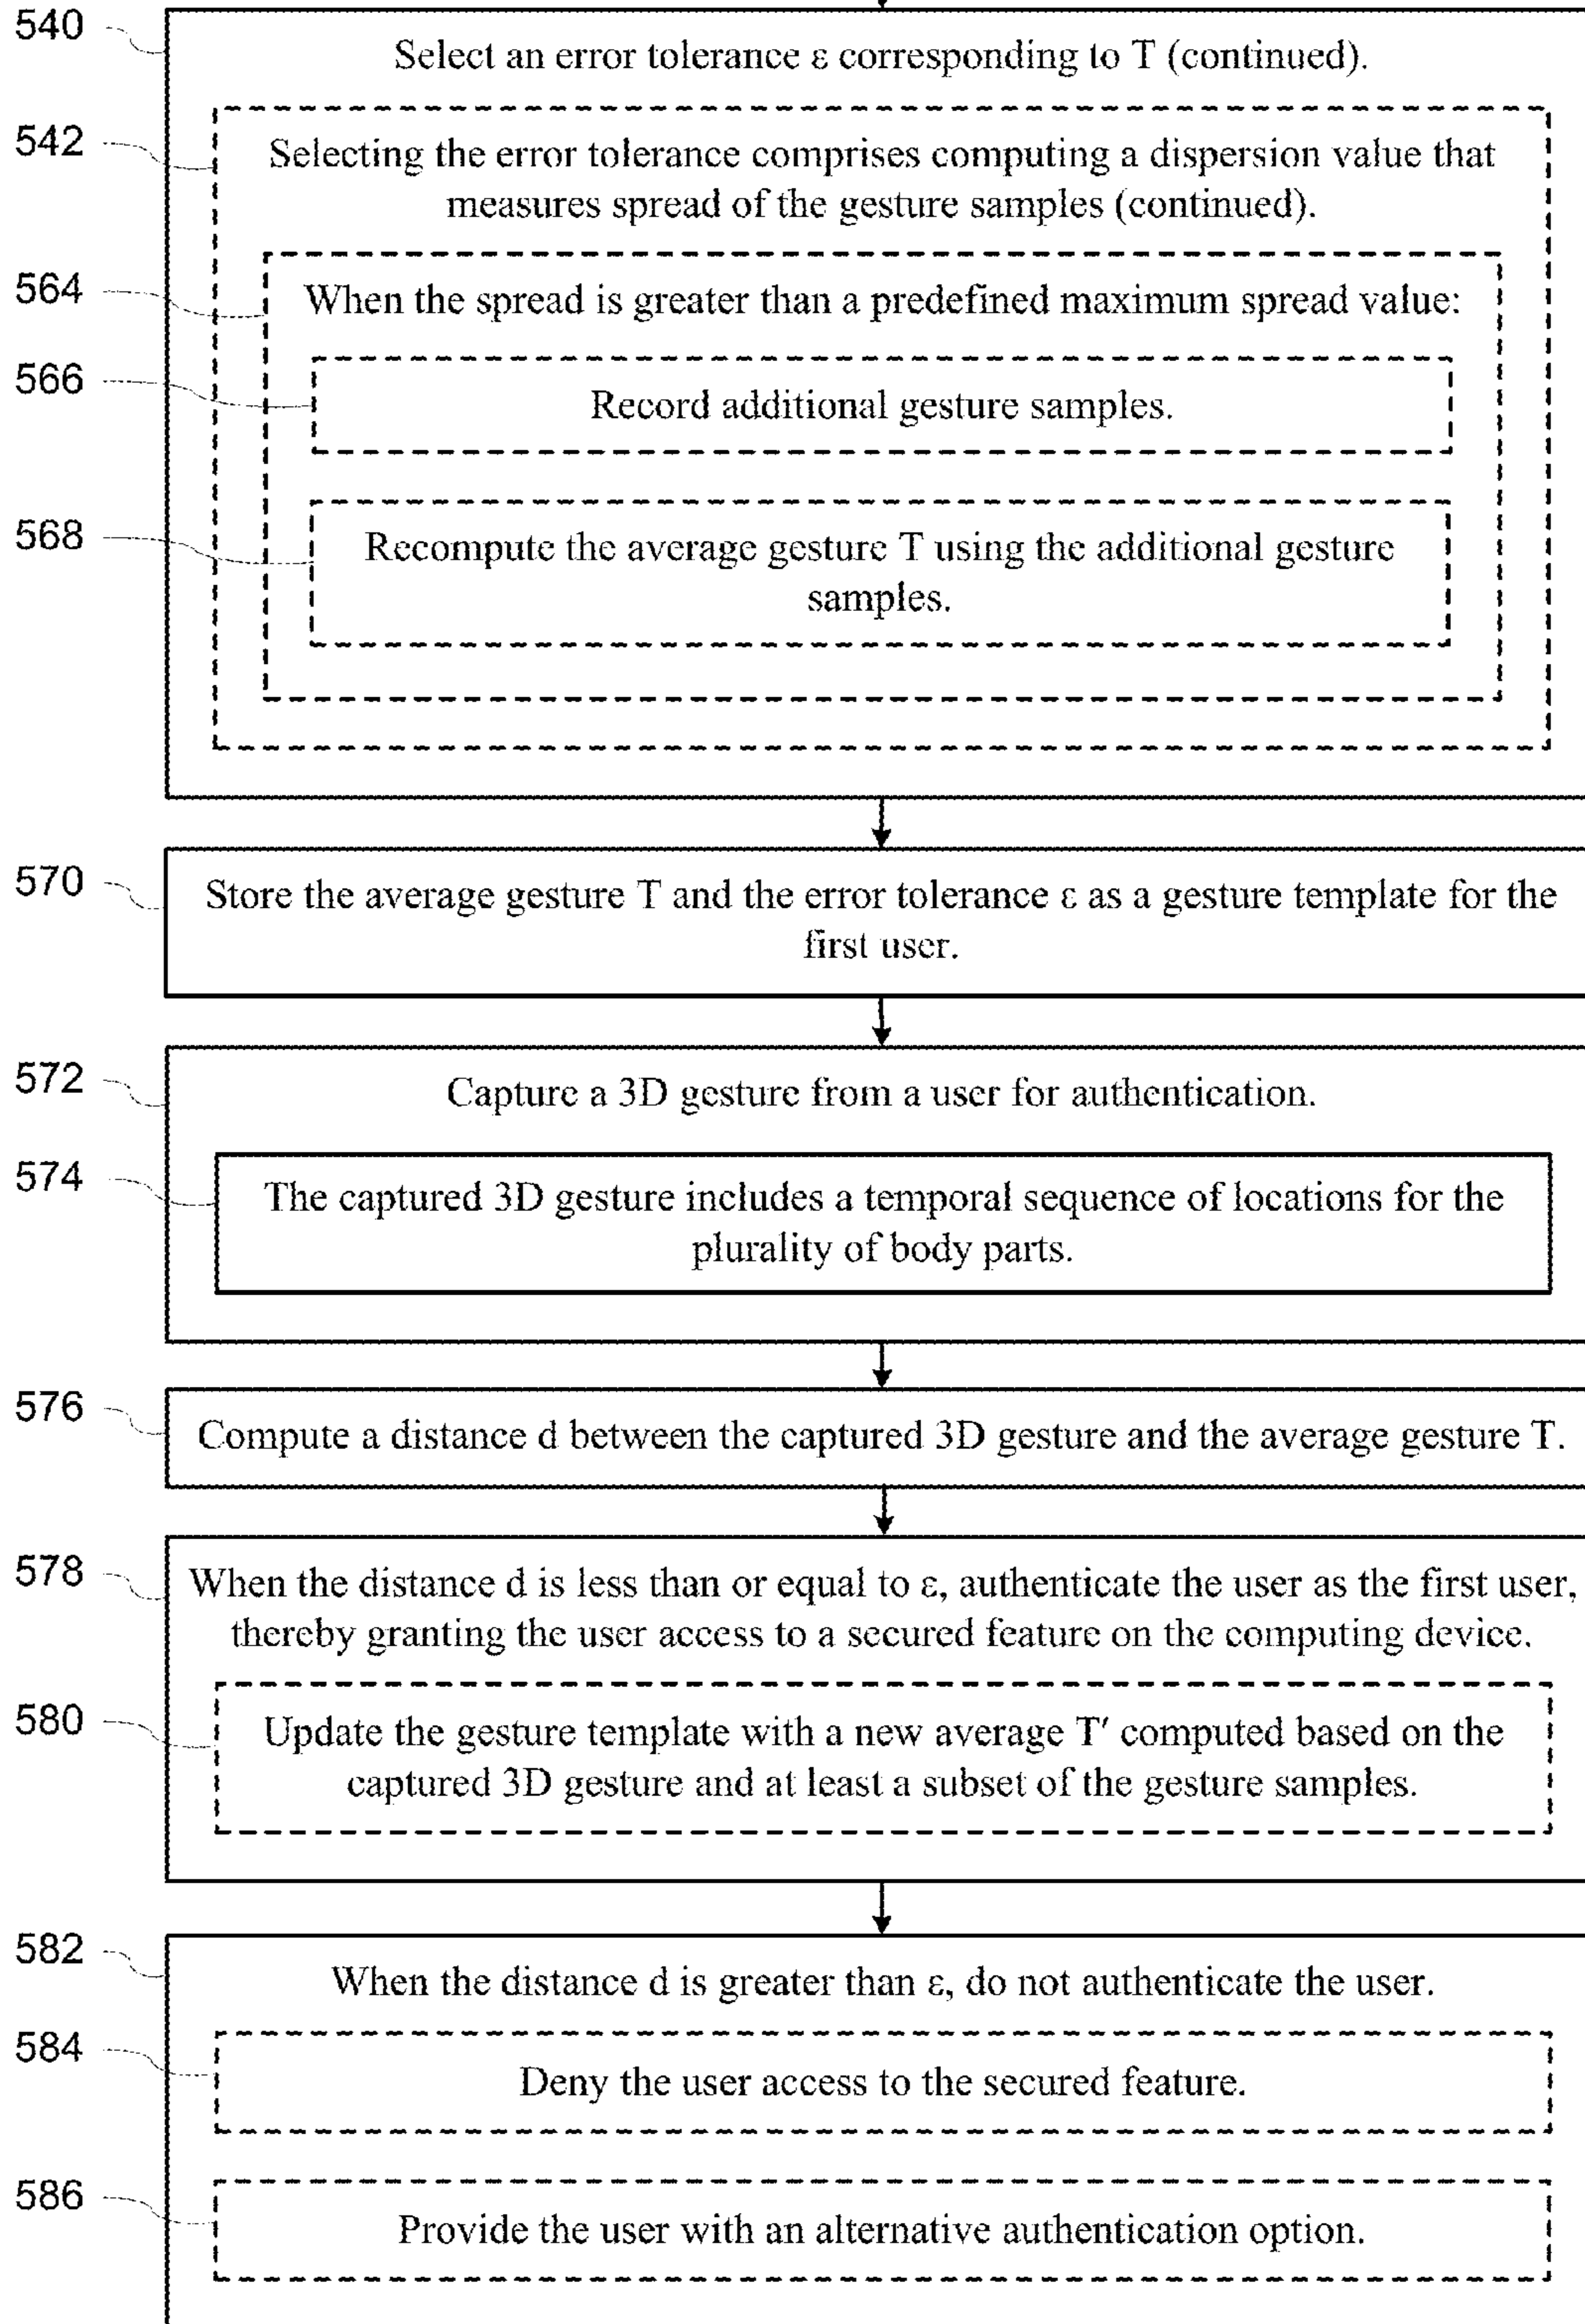 540
Select an error tolerance ε corresponding to T (continued).
542
Selecting the error tolerance comprises computing a dispersion value that
measures spread of the gesture samples (continued).
564
When the spread is greater than a predefined maximum spread value:
566
Record additional gesture samples.
568
Recompute the average gesture T using the additional gesture
samples.
570
Store the average gesture T and the error tolerance ε as a gesture template for the
first user.
572
Capture a 3D gesture from a user for authentication.
574
The captured 3D gesture includes a temporal sequence of locations for the
plurality of body parts.
576
Compute a distance d between the captured 3D gesture and the average gesture T.
578
When the distance d is less than or equal to ε, authenticate the user as the first user,
thereby granting the user access to a secured feature on the computing device.
580
Update the gesture template with a new average T′ computed based on the
captured 3D gesture and at least a subset of the gesture samples.
582
When the distance d is greater than ε, do not authenticate the user.
584
Deny the user access to the secured feature.
586
Provide the user with an alternative authentication option.